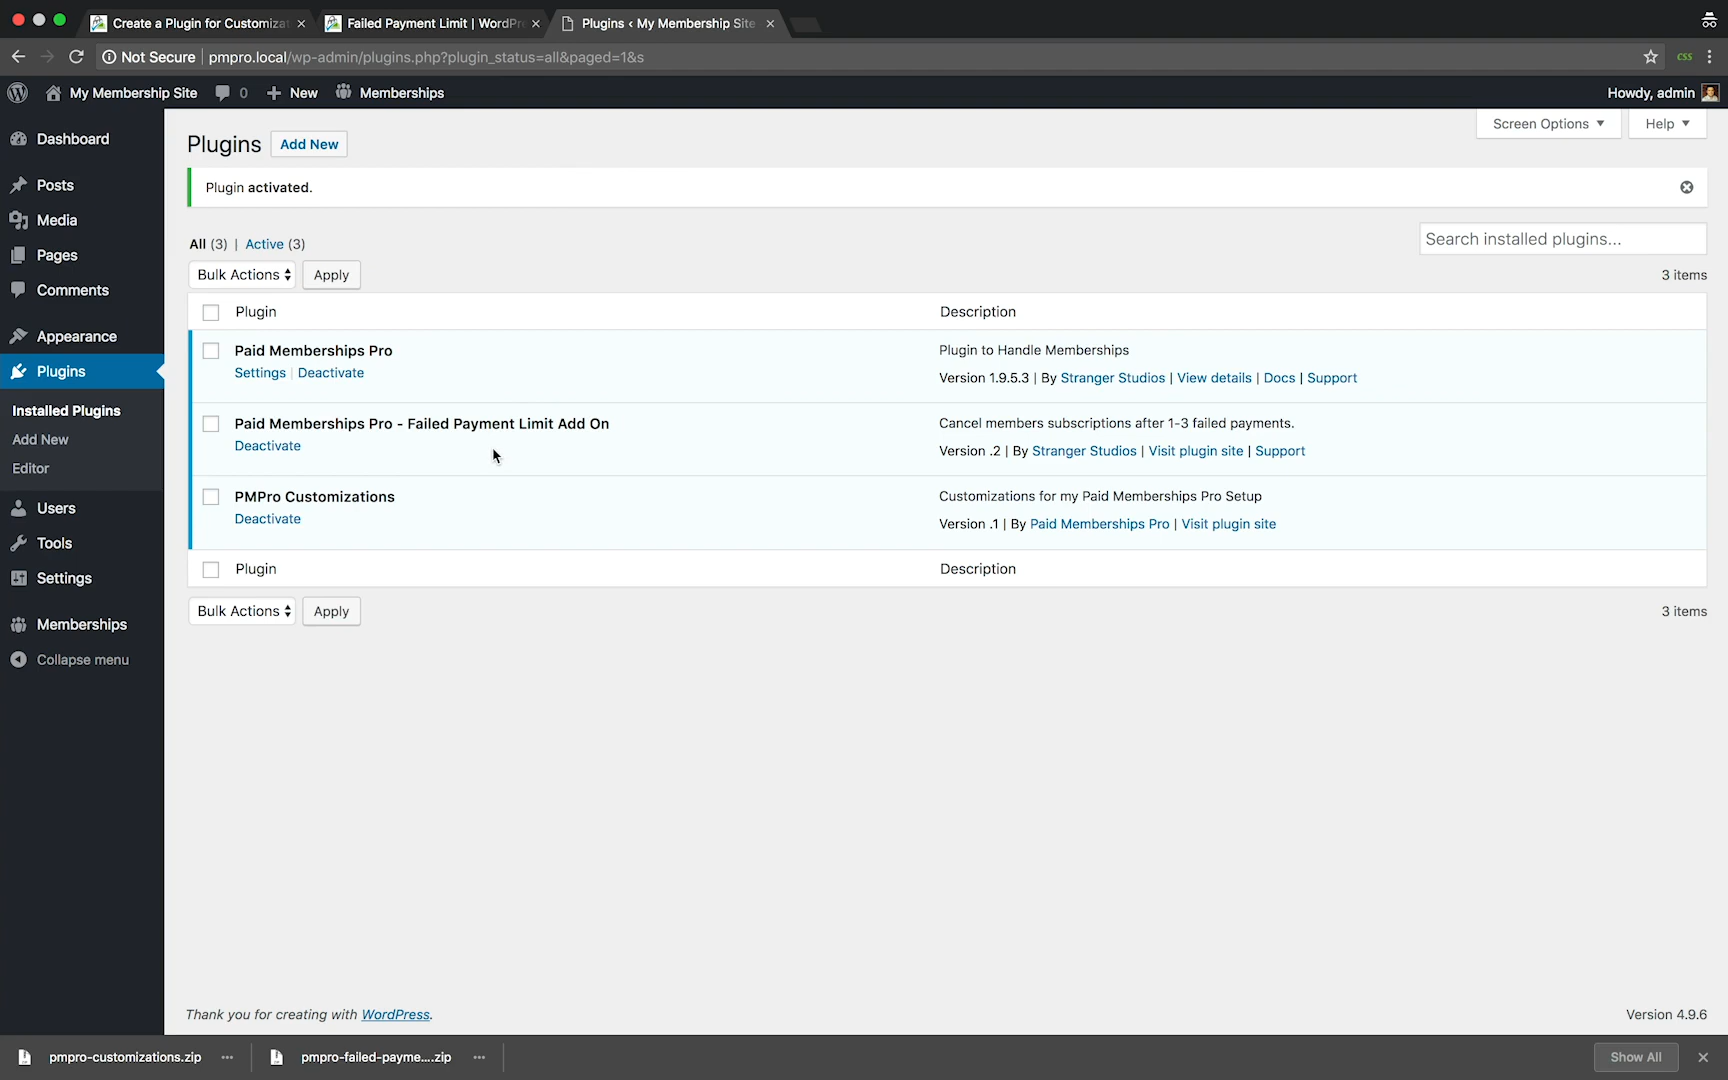 Create a Plugin for Customizat
Failed Payment Limit | WordPr
Plugins ‹ My Membership Site
Not Secure
pmpro.local/wp-admin/plugins.php?plugin_status=all&paged=1&s
css
My Membership Site
0
New
Memberships
Howdy, admin
Dashboard
Posts
Media
Pages
Comments
Appearance
Plugins
Installed Plugins
Add New
Editor
Users
Tools
Settings
Memberships
Collapse menu
Screen Options
Help
Plugins
Add New
Plugin activated.
All (3) | Active (3)
Search installed plugins...
Bulk Actions
Apply
3 items
Plugin
Description
Paid Memberships Pro
Settings | Deactivate
Plugin to Handle Memberships
Version 1.9.5.3 | By Stranger Studios | View details | Docs | Support
Paid Memberships Pro - Failed Payment Limit Add On
Deactivate
Cancel members subscriptions after 1-3 failed payments.
Version .2 | By Stranger Studios | Visit plugin site | Support
PMPro Customizations
Deactivate
Customizations for my Paid Memberships Pro Setup
Version .1 | By Paid Memberships Pro | Visit plugin site
Plugin
Description
Bulk Actions
Apply
3 items
Thank you for creating with WordPress.
Version 4.9.6
pmpro-customizations.zip
pmpro-failed-payme....zip
Show All